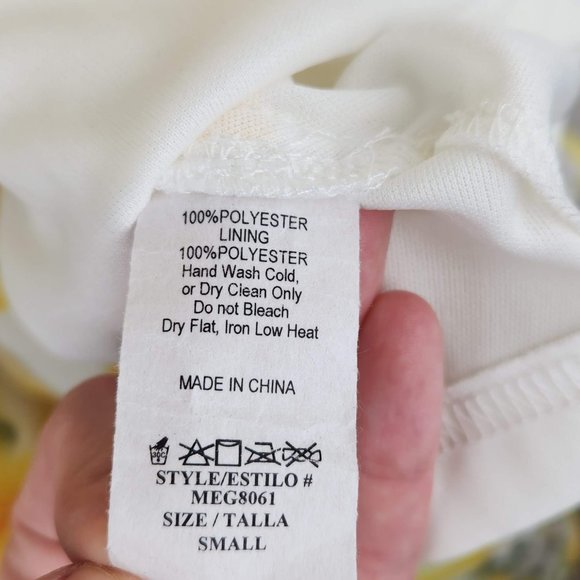 100%POLYESTER
LINING
100%POLYESTER
Hand Wash Cold,
or Dry Clean Only
Do not Bleach
Dry Flat, Iron Low Heat
MADE IN CHINA
STYLE/ESTILO #
MEG8061
SIZE / TALLA
SMALL